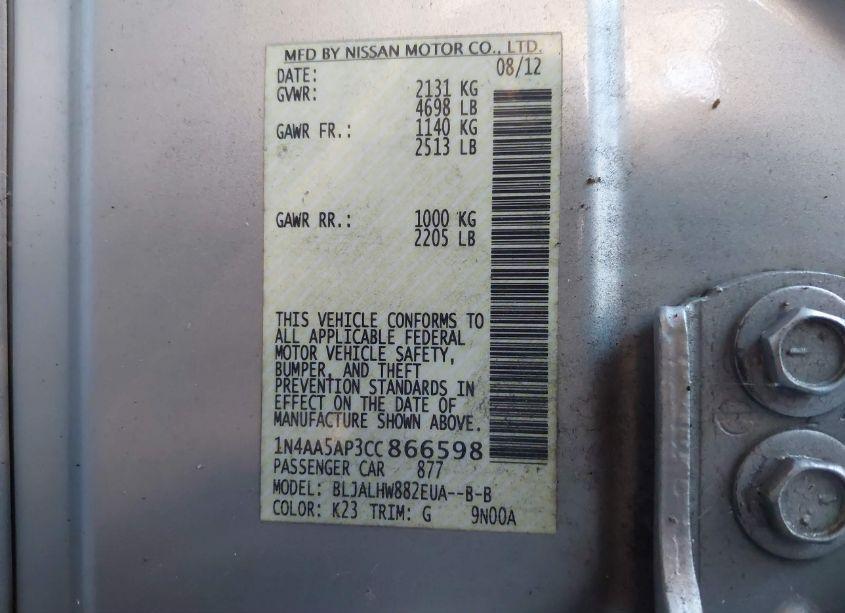 MFD BY NISSAN MOTOR CO., LTD.
DATE: 08/12
GVWR: 2131 KG
4698 LB
GAWR FR.: 1140 KG
2513 LB
GAWR RR.: 1000 KG
2205 LB
THIS VEHICLE CONFORMS TO
ALL APPLICABLE FEDERAL
MOTOR VEHICLE SAFETY,
BUMPER, AND THEFT
PREVENTION STANDARDS IN
EFFECT ON THE DATE OF
MANUFACTURE SHOWN ABOVE.
1N4AA5AP3CC866598
PASSENGER CAR 877
MODEL: BLJALHW882EUA--B-B
COLOR: K23 TRIM: G 9N00A